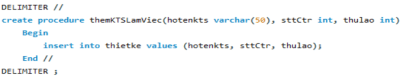 DELIMITER //
create procedure themKTSLamViec(hotenkts varchar(50), sttCtr int, thulao int)
Begin
insert into thietke values (hotenkts, sttCtr, thulao);
End //
DELIMITER ;